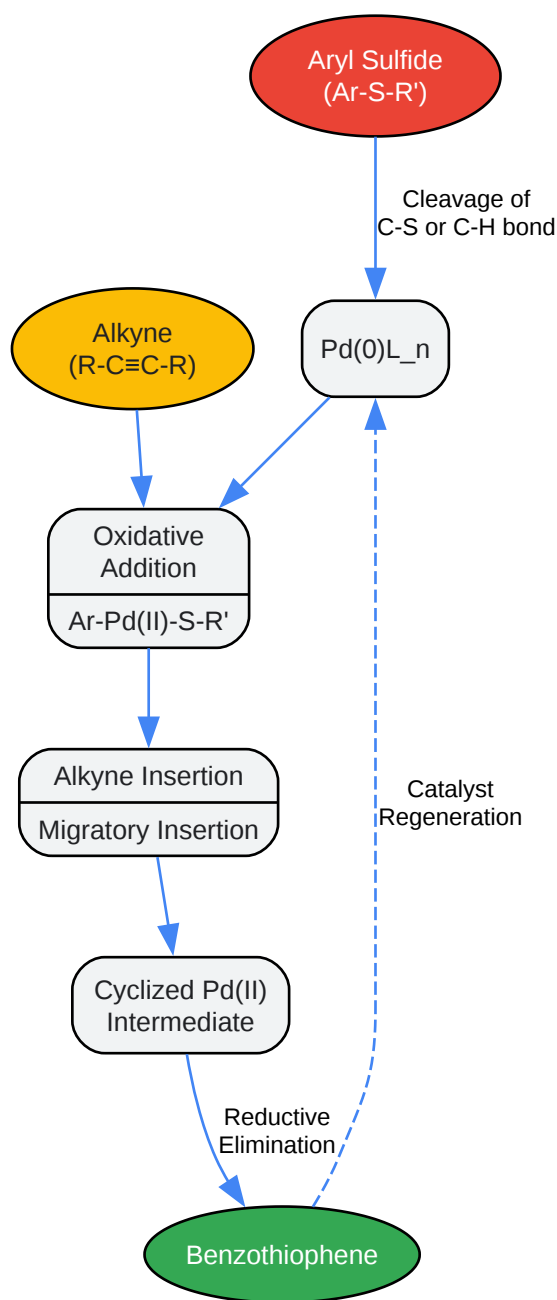 Aryl Sulfide
(Ar-S-R')
Cleavage of
C-S or C-H bond
Alkyne
(R-C≡C-R)
Pd(0)L_n
Oxidative
Addition
Ar-Pd(II)-S-R'
Alkyne Insertion
Migratory Insertion
Catalyst
Regeneration
Cyclized Pd(II)
Intermediate
Reductive
Elimination
Benzothiophene